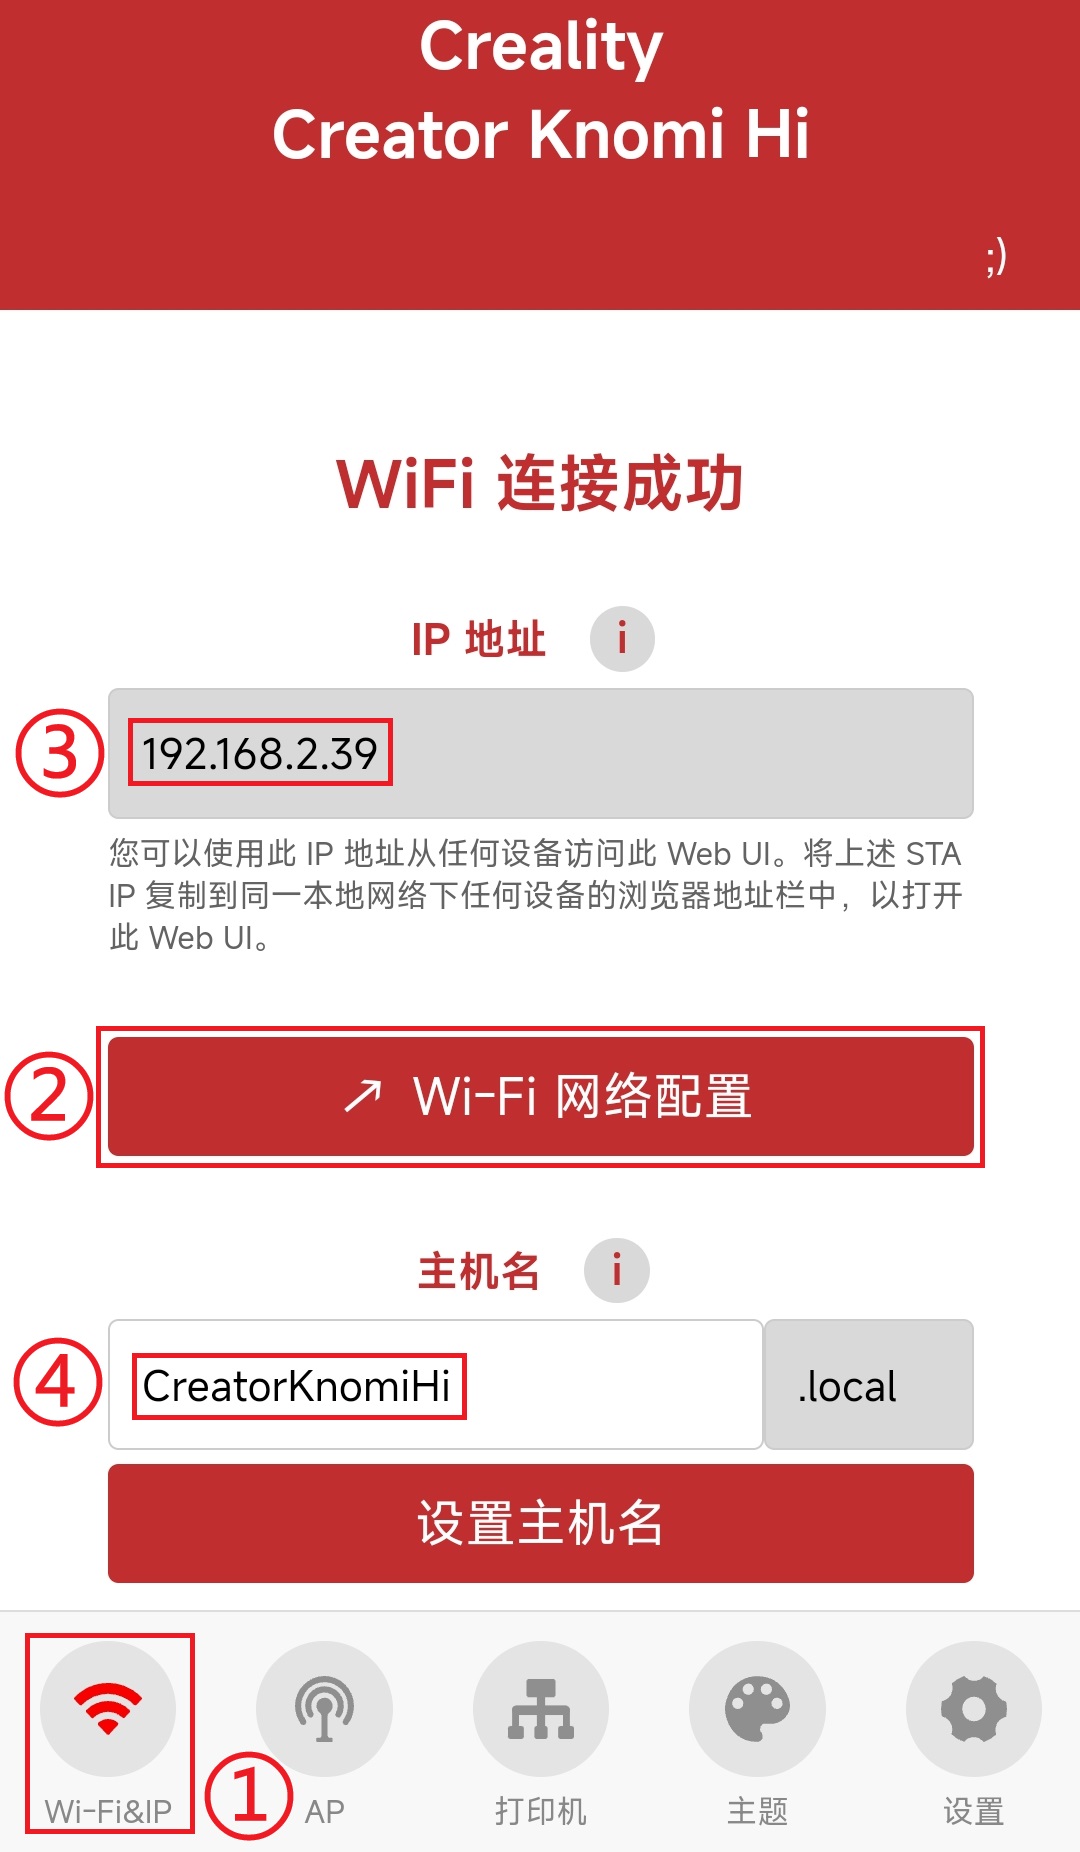 Creality
Creator Knomi Hi
;)
WiFi 连接成功
IP 地址 i
③ 192.168.2.39
您可以使用此 IP 地址从任何设备访问此 Web UI。将上述 STA
IP 复制到同一本地网络下任何设备的浏览器地址栏中，以打开
此 Web UI。
② ↗ Wi-Fi 网络配置
主机名 i
④ CreatorKnomiHi .local
设置主机名
Wi-Fi&IP ① AP 打印机 主题 设置